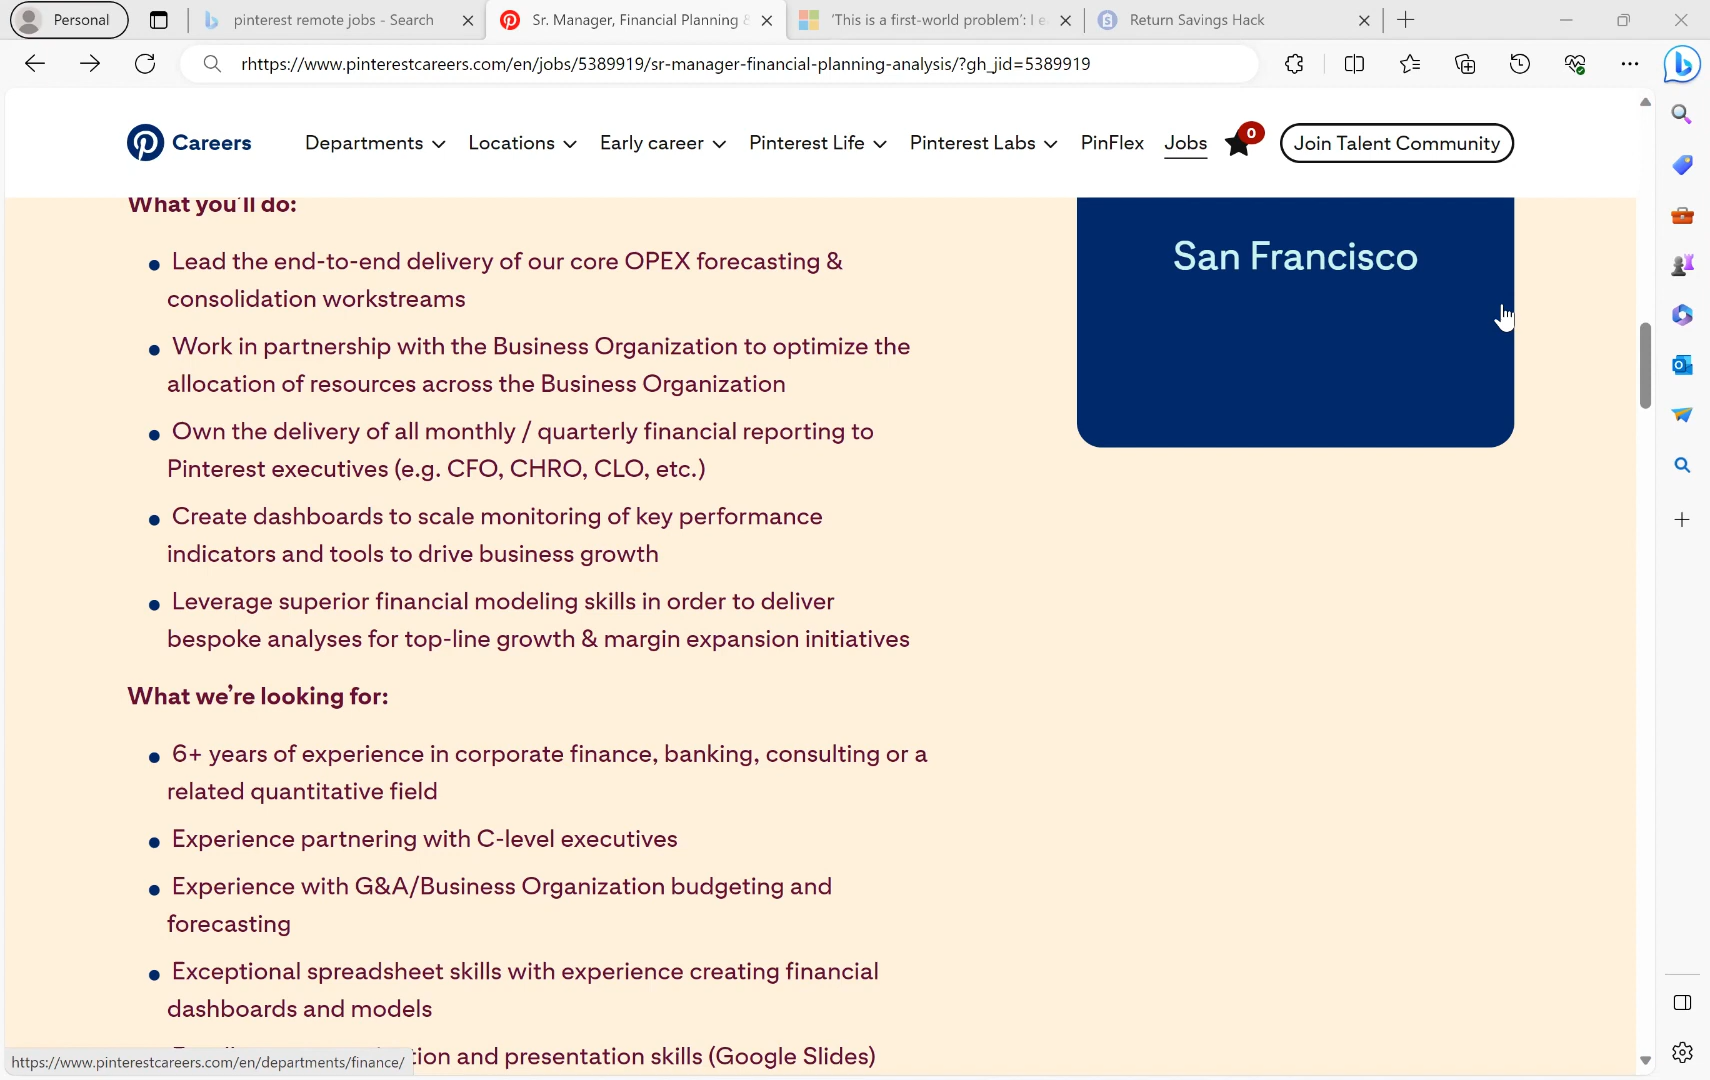 Personal
pinterest remote jobs - Search
Sr. Manager, Financial Planning &
'This is a first-world problem': I e
Return Savings Hack
rhttps://www.pinterestcareers.com/en/jobs/5389919/sr-manager-financial-planning-analysis/?gh_jid=5389919
Careers
Departments
Locations
Early career
Pinterest Life
Pinterest Labs
PinFlex
Jobs
0
Join Talent Community
What you'll do:
San Francisco
Lead the end-to-end delivery of our core OPEX forecasting &
consolidation workstreams
Work in partnership with the Business Organization to optimize the
allocation of resources across the Business Organization
Own the delivery of all monthly / quarterly financial reporting to
Pinterest executives (e.g. CFO, CHRO, CLO, etc.)
Create dashboards to scale monitoring of key performance
indicators and tools to drive business growth
Leverage superior financial modeling skills in order to deliver
bespoke analyses for top-line growth & margin expansion initiatives
What we're looking for:
6+ years of experience in corporate finance, banking, consulting or a
related quantitative field
Experience partnering with C-level executives
Experience with G&A/Business Organization budgeting and
forecasting
Exceptional spreadsheet skills with experience creating financial
dashboards and models
tion and presentation skills (Google Slides)
https://www.pinterestcareers.com/en/departments/finance/